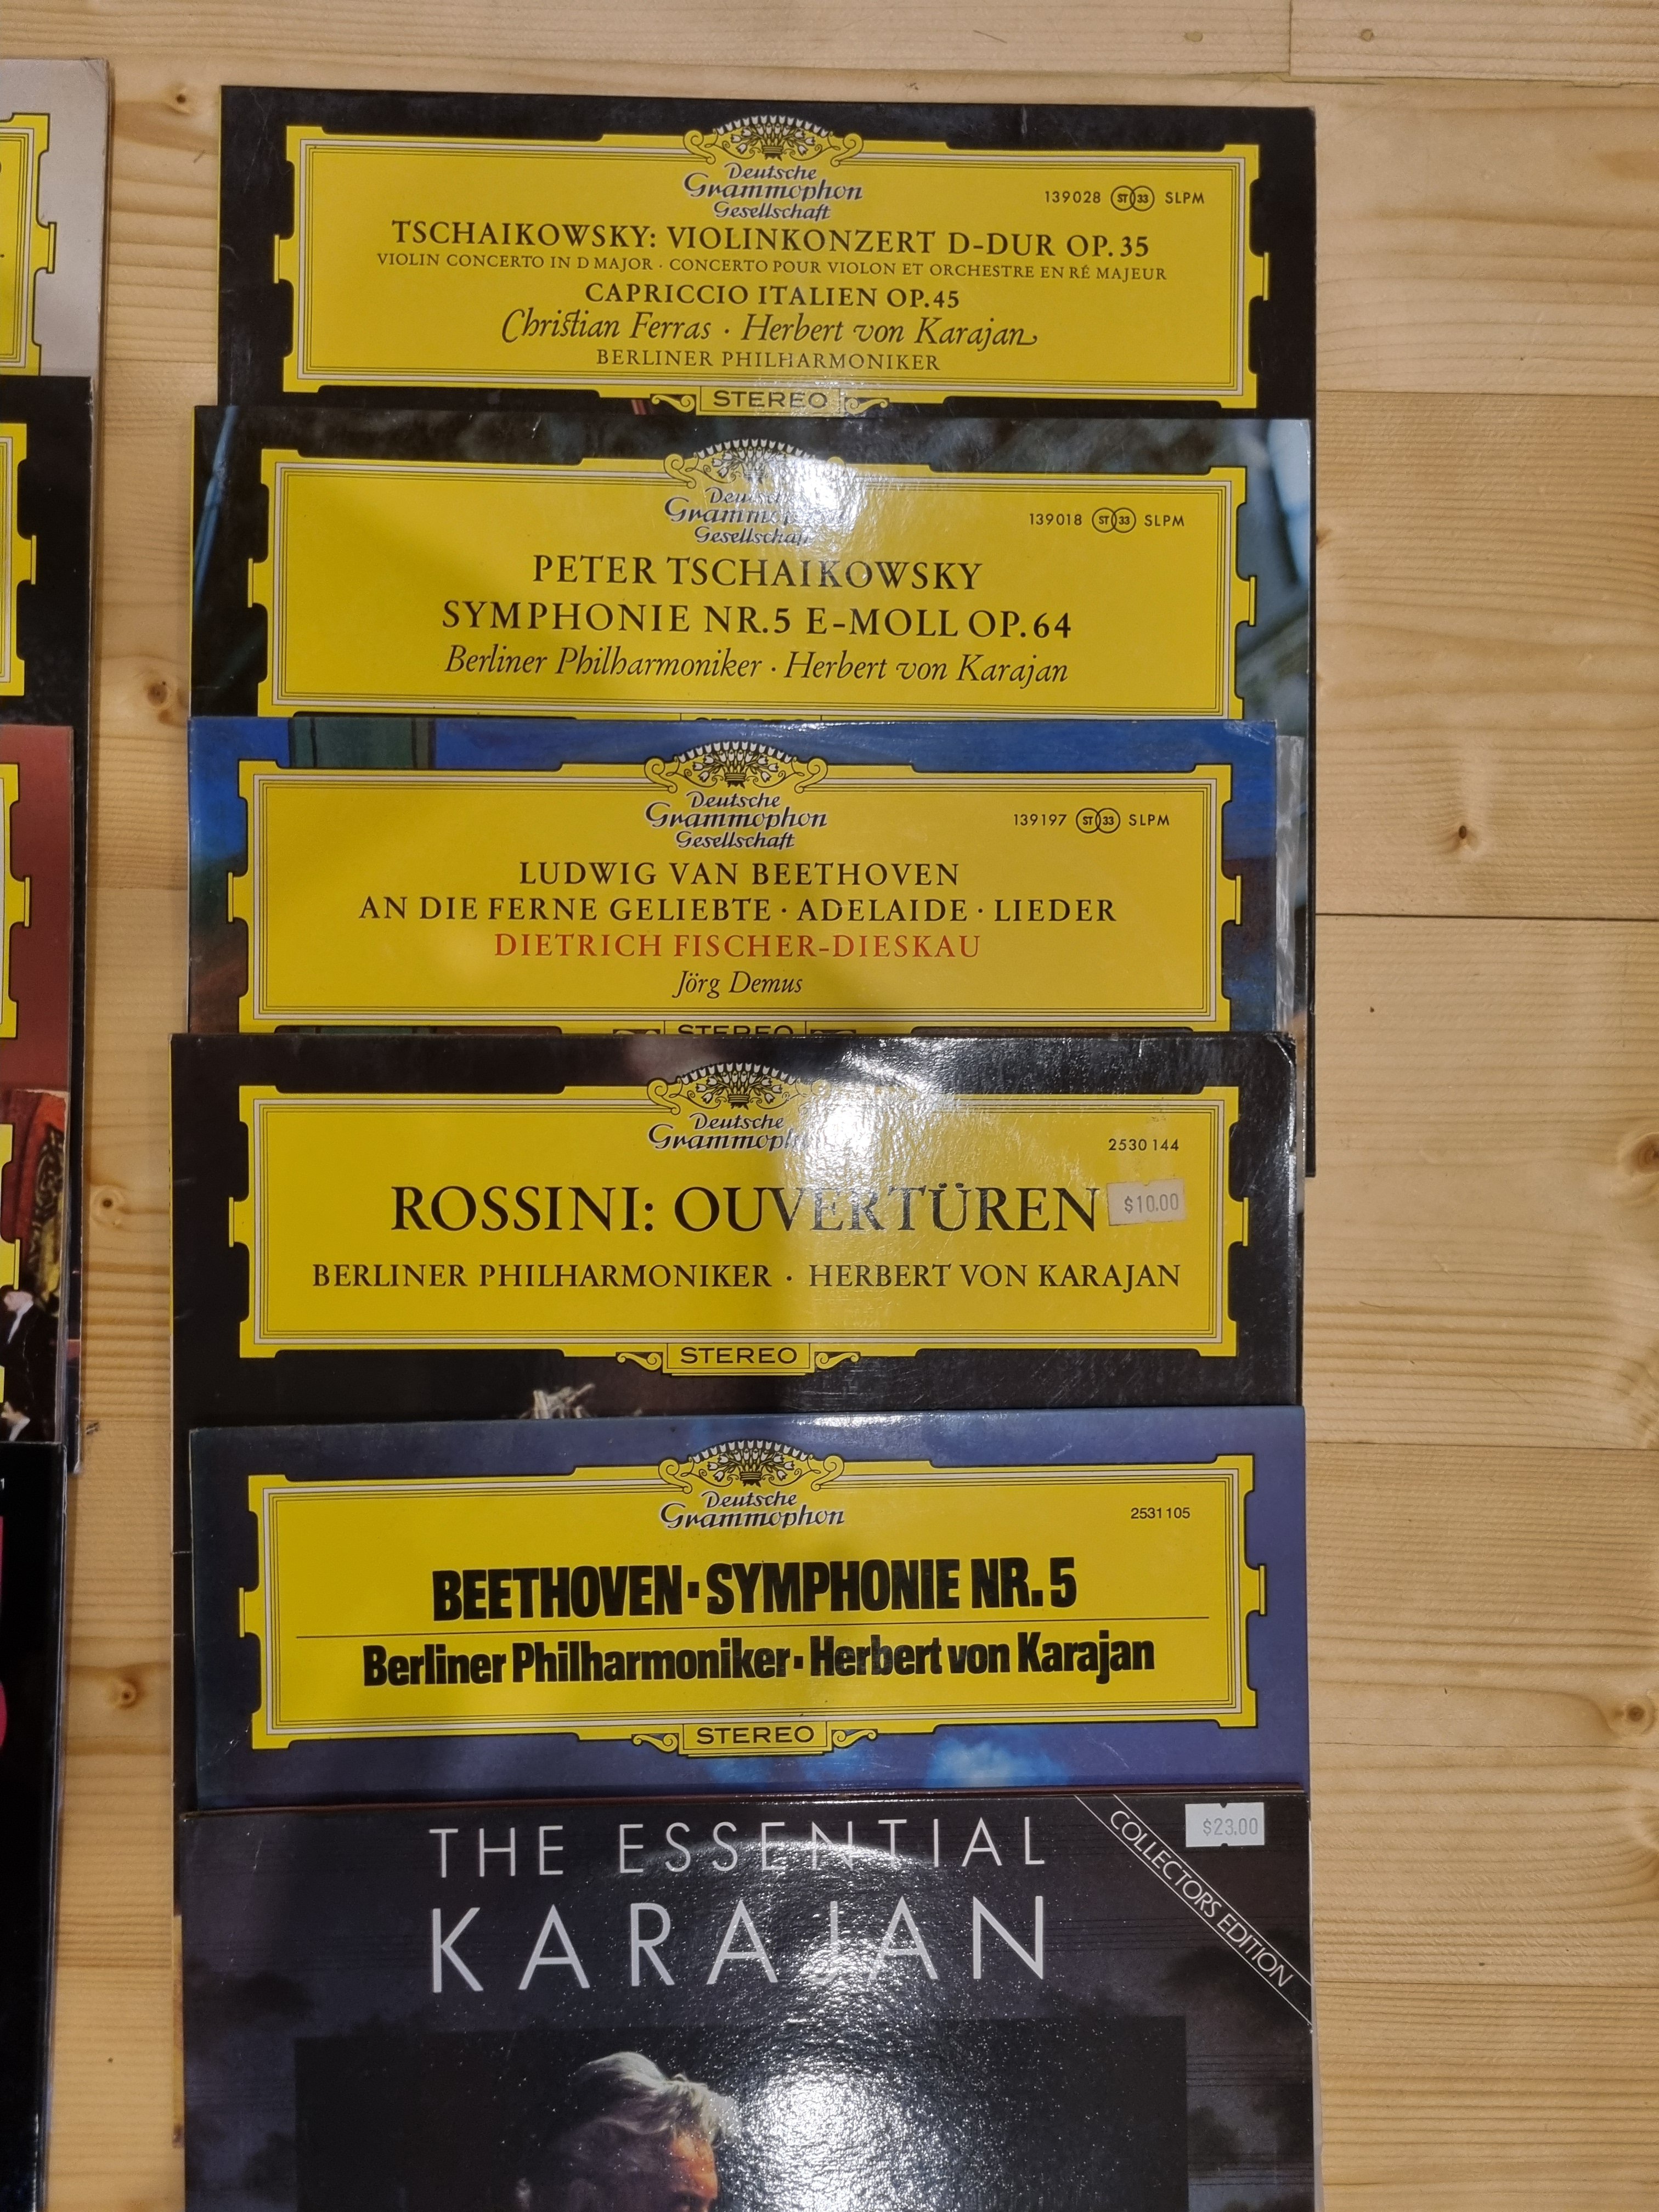 Deutsche
Grammophon
Gesellschaft
139028 ST 33 SLPM
TSCHAIKOWSKY: VIOLINKONZERT D-DUR OP. 35
VIOLIN CONCERTO IN D MAJOR · CONCERTO POUR VIOLON ET ORCHESTRE EN RÉ MAJEUR
CAPRICCIO ITALIEN OP. 45
Christian Ferras · Herbert von Karajan
BERLINER PHILHARMONIKER
STEREO
Deutsche
Grammophon
Gesellschaft
139018 ST 33 SLPM
PETER TSCHAIKOWSKY
SYMPHONIE NR. 5 E-MOLL OP. 64
Berliner Philharmoniker · Herbert von Karajan
Deutsche
Grammophon
Gesellschaft
139197 ST 33 SLPM
LUDWIG VAN BEETHOVEN
AN DIE FERNE GELIEBTE · ADELAIDE · LIEDER
DIETRICH FISCHER-DIESKAU
Jörg Demus
STEREO
Deutsche
Grammophon
2530 144
ROSSINI: OUVERTÜREN
$10.00
BERLINER PHILHARMONIKER · HERBERT VON KARAJAN
STEREO
Deutsche
Grammophon
2531 105
BEETHOVEN · SYMPHONIE NR. 5
Berliner Philharmoniker · Herbert von Karajan
STEREO
THE ESSENTIAL
KARAJAN
COLLECTORS EDITION
$23.00